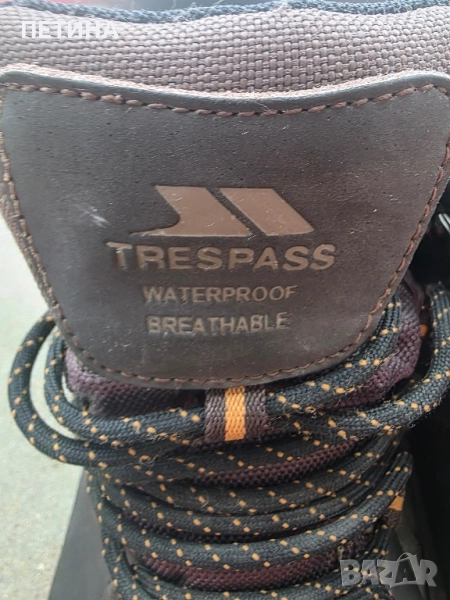 ПЕТИНА
TRESPASS
WATERPROOF
BREATHABLE
BAZAR